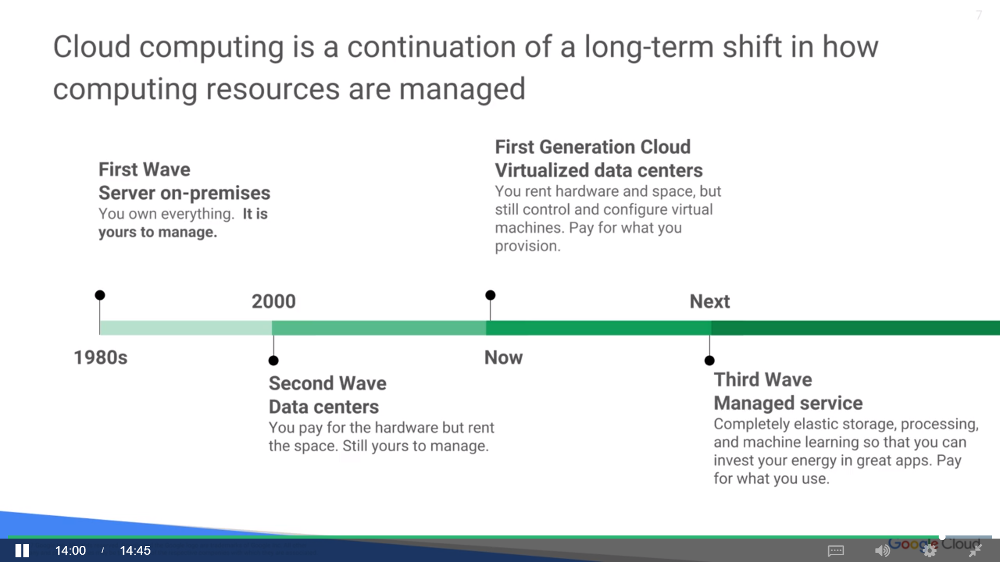 7
Cloud computing is a continuation of a long-term shift in how
computing resources are managed
First Wave
Server on-premises
You own everything. It is
yours to manage.
First Generation Cloud
Virtualized data centers
You rent hardware and space, but
still control and configure virtual
machines. Pay for what you
provision.
2000
Next
1980s
Now
Second Wave
Data centers
You pay for the hardware but rent
the space. Still yours to manage.
Third Wave
Managed service
Completely elastic storage, processing,
and machine learning so that you can
invest your energy in great apps. Pay
for what you use.
14:00 / 14:45
Google Cloud